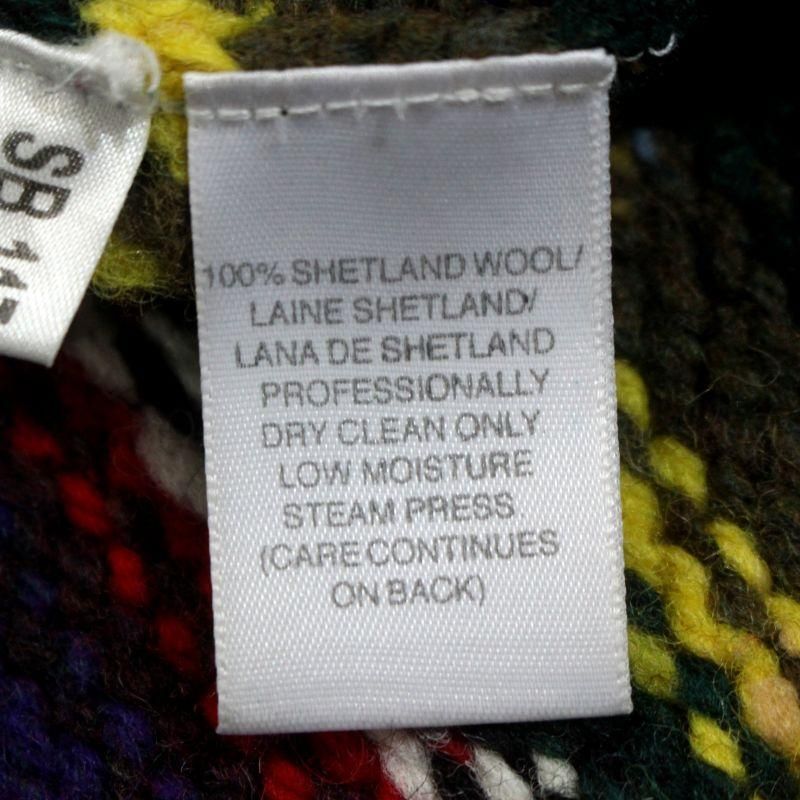 SB 117
100% SHETLAND WOOL/
LAINE SHETLAND/
LANA DE SHETLAND
PROFESSIONALLY
DRY CLEAN ONLY
LOW MOISTURE
STEAM PRESS
(CARE CONTINUES
ON BACK)